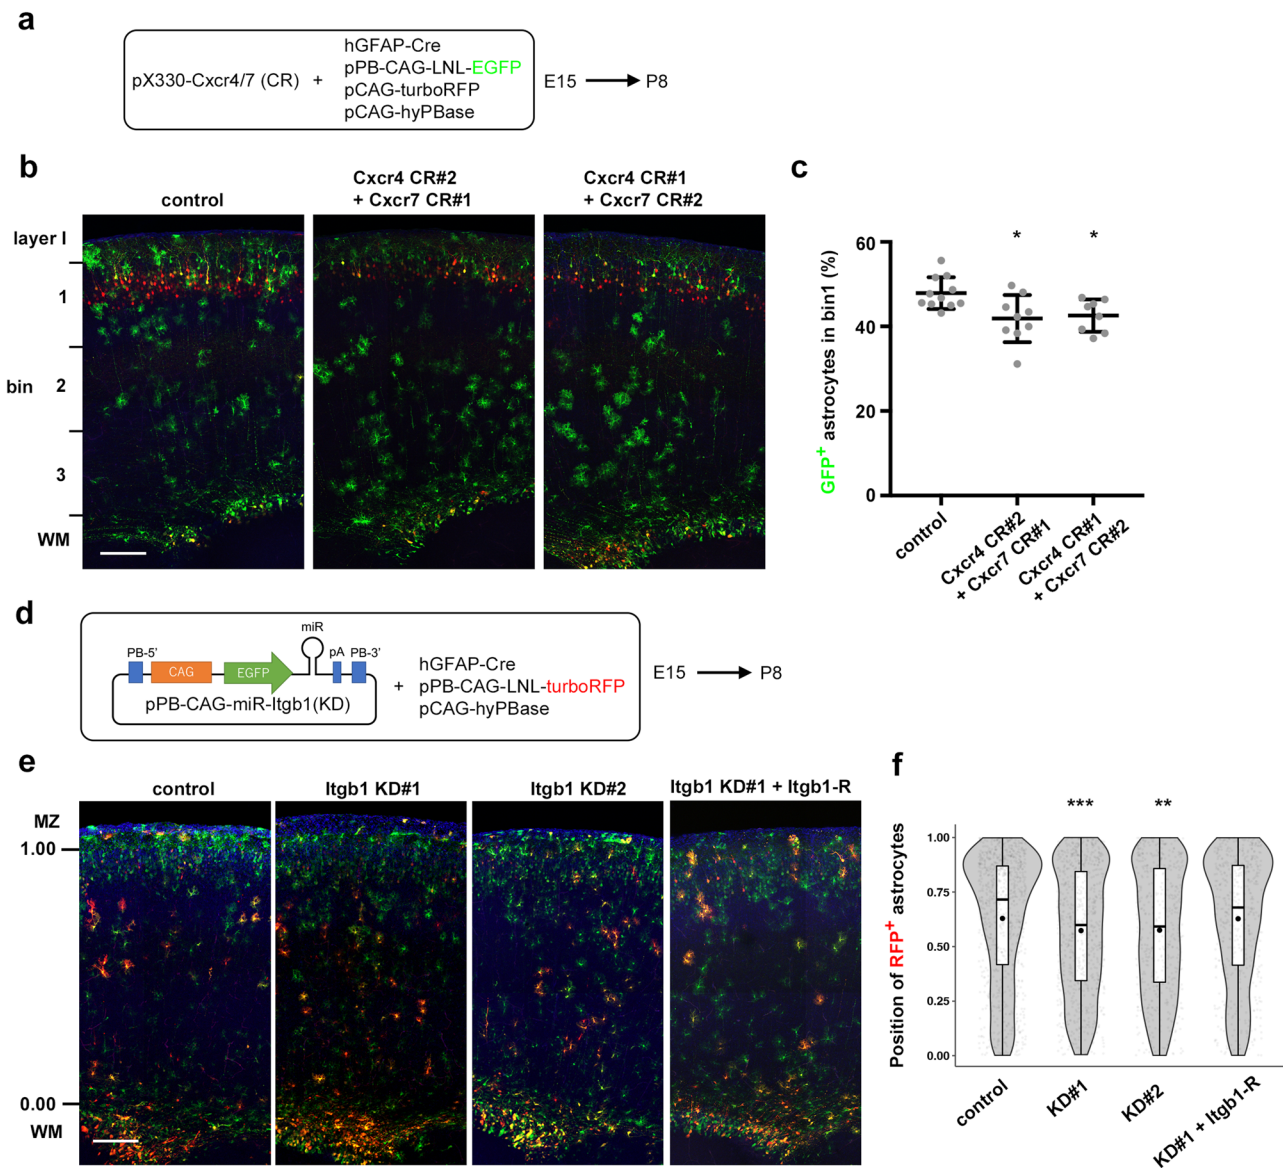 a
pX330-Cxcr4/7 (CR) +
hGFAP-Cre
pPB-CAG-LNL-EGFP
pCAG-turboRFP
pCAG-hyPBase
E15 P8
b
control
Cxcr4 CR#2
+ Cxcr7 CR#1
Cxcr4 CR#1
+ Cxcr7 CR#2
layer I
1
bin 2
3
WM
c
GFP+ astrocytes in bin1 (%)
60
40
20
0
* *
control
Cxcr4 CR#2
+ Cxcr7 CR#1
Cxcr4 CR#1
+ Cxcr7 CR#2
d
miR
PB-5' pA PB-3'
CAG EGFP
pPB-CAG-miR-Itgb1(KD)
+
hGFAP-Cre
pPB-CAG-LNL-turboRFP
pCAG-hyPBase
E15 P8
e
control Itgb1 KD#1 Itgb1 KD#2 Itgb1 KD#1 + Itgb1-R
MZ
1.00
0.00
WM
f
*** **
Position of RFP+ astrocytes
1.00
0.75
0.50
0.25
0.00
control
KD#1
KD#2
KD#1 + Itgb1-R